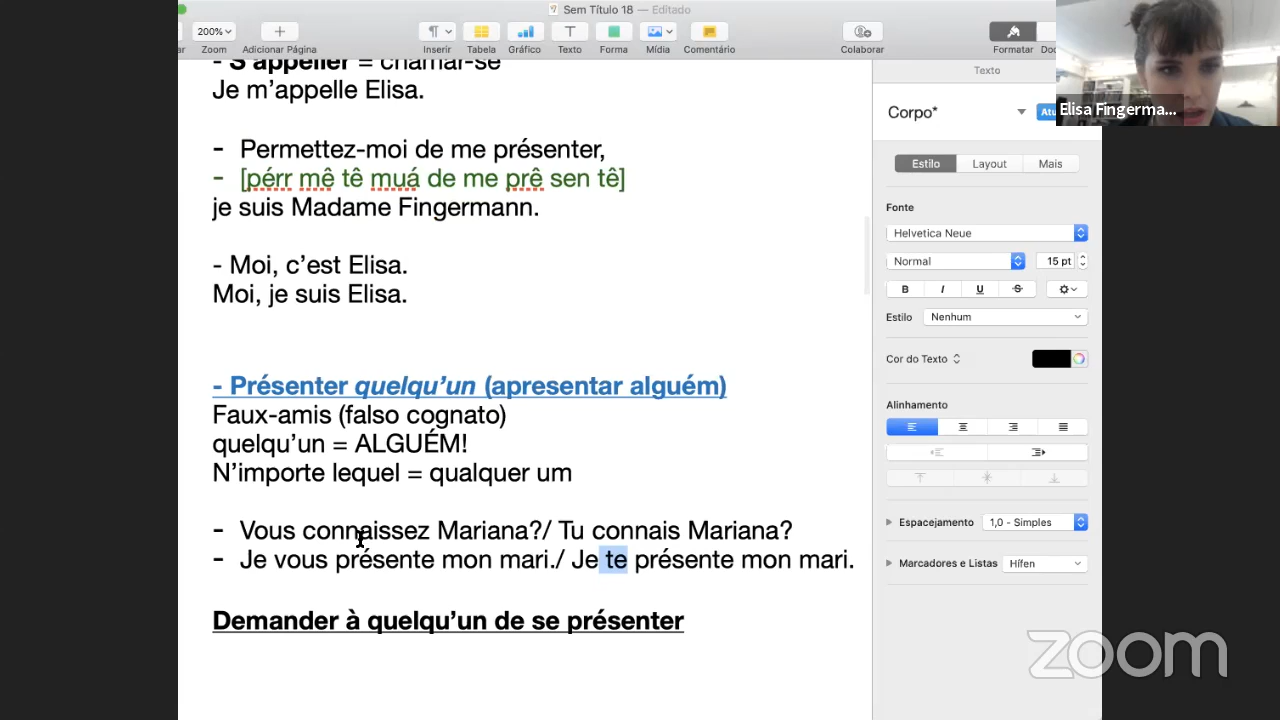 Sem Título 18 — Editado
200%
Zoom
Adicionar Página
Inserir
Tabela
Gráfico
Texto
Forma
Mídia
Comentário
Colaborar
Formatar
- S'appeller = chamar-se
Je m'appelle Elisa.
- Permettez-moi de me présenter,
- [pérr mê tê muá de me prê sen tê]
je suis Madame Fingermann.
- Moi, c'est Elisa.
Moi, je suis Elisa.
- Présenter quelqu'un (apresentar alguém)
Faux-amis (falso cognato)
quelqu'un = ALGUÉM!
N'importe lequel = qualquer um
- Vous connaissez Mariana?/ Tu connais Mariana?
- Je vous présente mon mari./ Je te présente mon mari.
Demander à quelqu'un de se présenter
Texto
Corpo*
Estilo
Layout
Mais
Fonte
Helvetica Neue
Normal
15 pt
B I U S
Estilo
Nenhum
Cor do Texto
Alinhamento
Espacejamento
1,0 - Simples
Marcadores e Listas
Hífen
Elisa Fingerma...
zoom